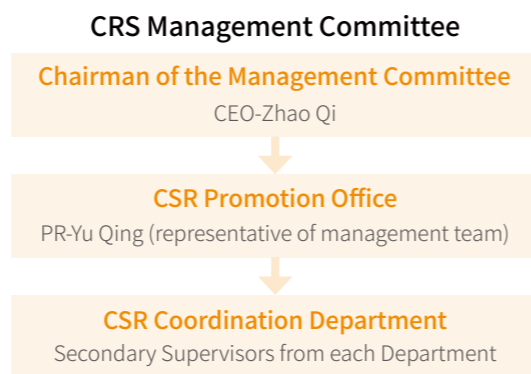 CRS Management Committee
Chairman of the Management Committee
CEO-Zhao Qi
CSR Promotion Office
PR-Yu Qing (representative of management team)
CSR Coordination Department
Secondary Supervisors from each Department